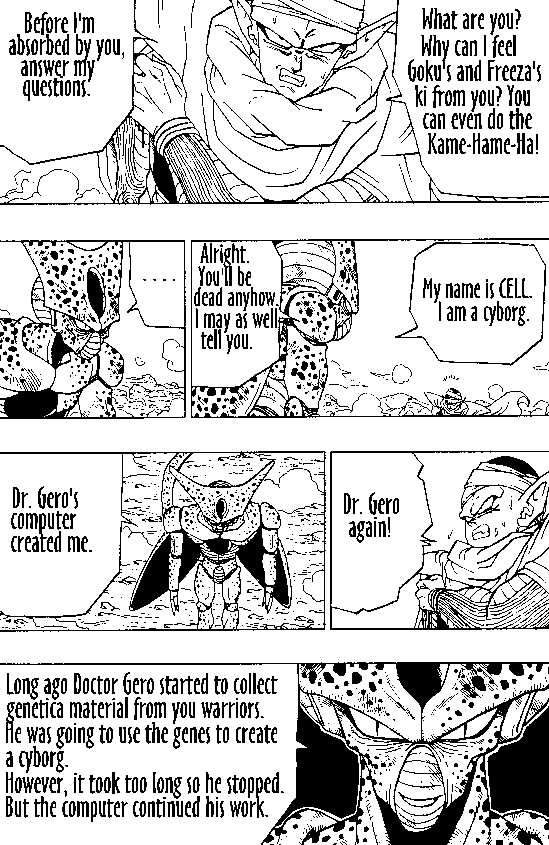 Before I'm
absorbed by you,
answer my
questions.
What are you?
Why can I feel
Goku's and Freeza's
ki from you? You
can even do the
Kame-Hame-Ha!
....
Alright.
You'll be
dead anyhow.
I may as well
tell you.
My name is CELL.
I am a cyborg.
Dr. Gero's
computer
created me.
Dr. Gero
again!
Long ago Doctor Gero started to collect
genetica material from you warriors.
He was going to use the genes to create
a cyborg.
However, it took too long so he stopped.
But the computer continued his work.